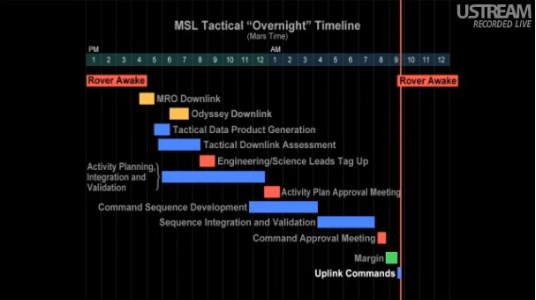 USTREAM
RECORDED LIVE
MSL Tactical “Overnight” Timeline
(Mars Time)
PM AM
1 2 3 4 5 6 7 8 9 10 11 12 1 2 3 4 5 6 7 8 9 10 11 12
Rover Awake Rover Awake
MRO Downlink
Odyssey Downlink
Tactical Data Product Generation
Tactical Downlink Assessment
Engineering/Science Leads Tag Up
Activity Planning,
Integration and
Validation
Activity Plan Approval Meeting
Command Sequence Development
Sequence Integration and Validation
Command Approval Meeting
Margin
Uplink Commands